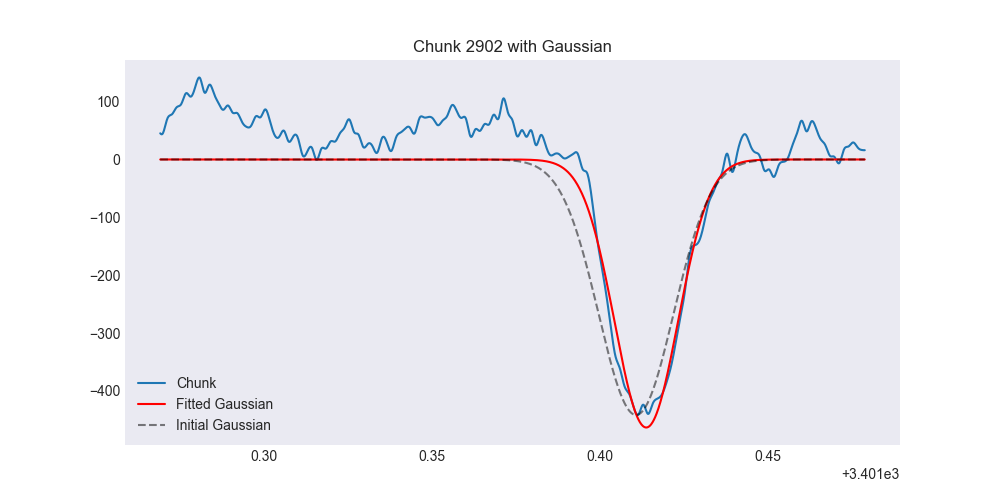 Chunk 2902 with Gaussian
100
0
−100
−200
−300
−400
Chunk
Fitted Gaussian
Initial Gaussian
0.30 0.35 0.40 0.45
+3.401e3